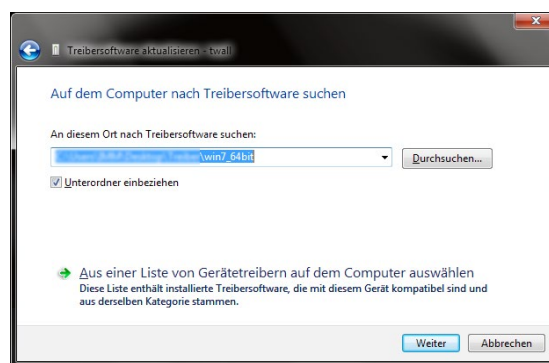 Treibersoftware aktualisieren - twall
Auf dem Computer nach Treibersoftware suchen
An diesem Ort nach Treibersoftware suchen:
\win7_64bit
Durchsuchen...
Unterordner einbeziehen
Aus einer Liste von Gerätetreibern auf dem Computer auswählen
Diese Liste enthält installierte Treibersoftware, die mit diesem Gerät kompatibel sind und
aus derselben Kategorie stammen.
Weiter Abbrechen